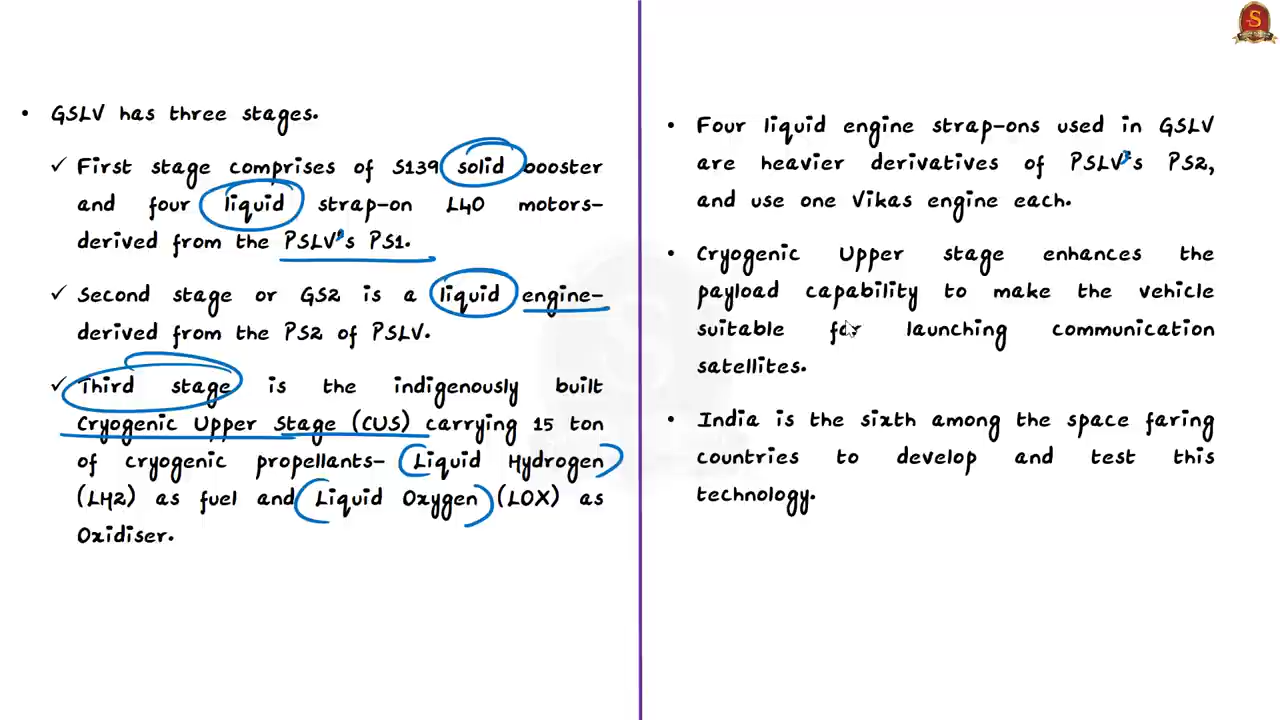 • GSLV has three stages.
✓ First stage comprises of S139 solid booster
and four liquid strap-on L40 motors-
derived from the PSLV's PS1.
✓ Second stage or GS2 is a liquid engine-
derived from the PS2 of PSLV.
✓ Third stage is the indigenously built
Cryogenic Upper Stage (CUS) carrying 15 ton
of cryogenic propellants- Liquid Hydrogen
(LH2) as fuel and Liquid Oxygen (LOX) as
Oxidiser.
• Four liquid engine strap-ons used in GSLV
are heavier derivatives of PSLV's PS2,
and use one Vikas engine each.
• Cryogenic Upper stage enhances the
payload capability to make the vehicle
suitable for launching communication
satellites.
• India is the sixth among the space faring
countries to develop and test this
technology.
S